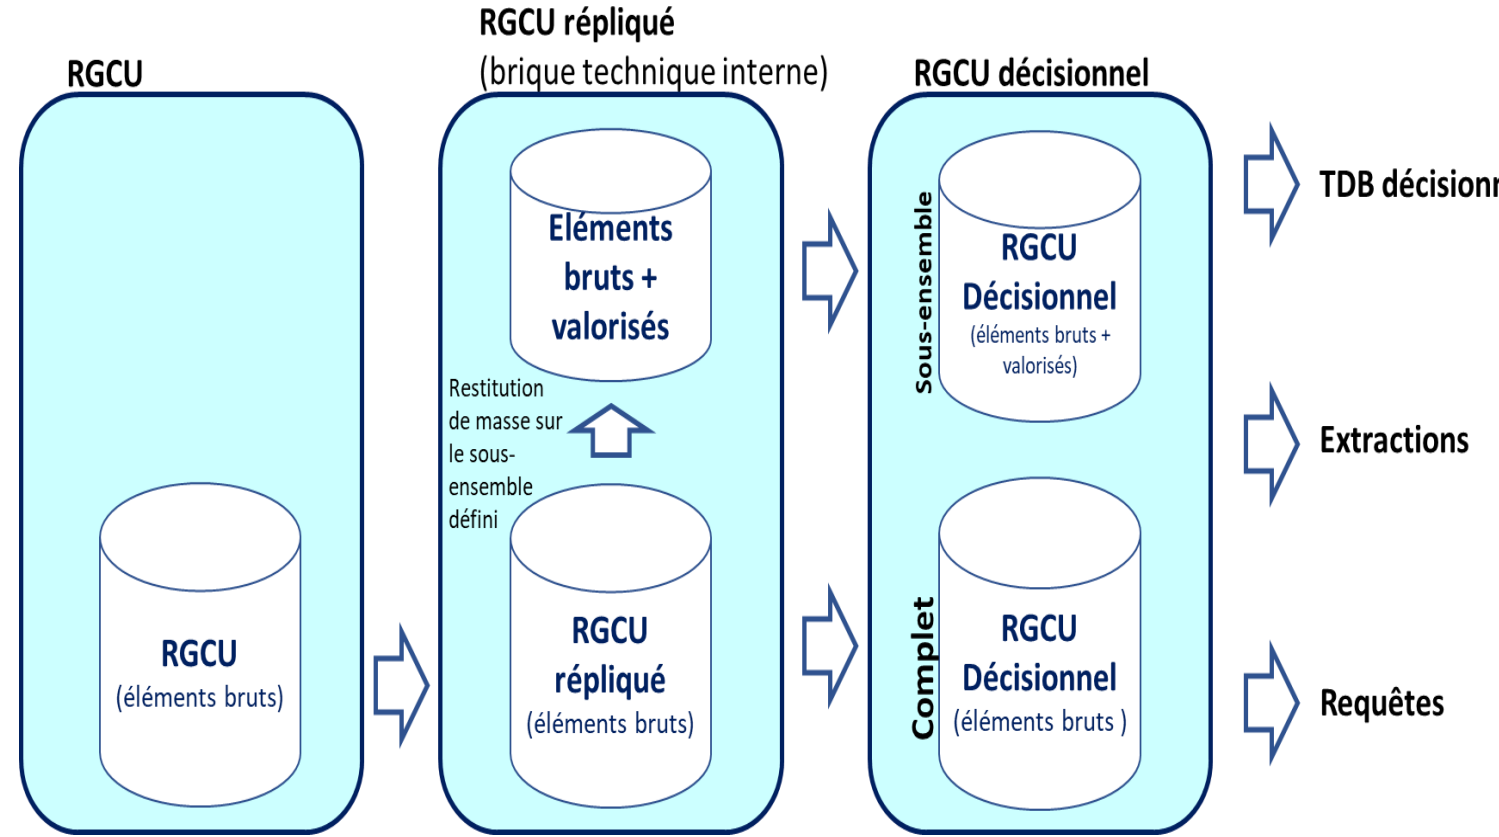 RGCU
RGCU répliqué
(brique technique interne)
RGCU décisionnel
RGCU
(éléments bruts)
Eléments
bruts +
valorisés
Restitution
de masse sur
le sous-
ensemble
défini
RGCU
répliqué
(éléments bruts)
Sous-ensemble
RGCU
Décisionnel
(éléments bruts +
valorisés)
Complet
RGCU
Décisionnel
(éléments bruts )
TDB
Extractions
Requêtes